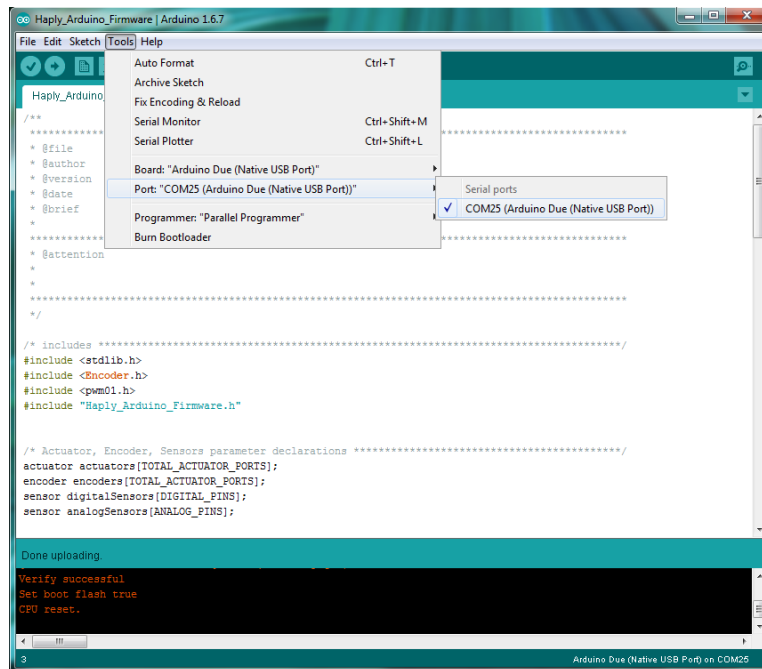 Haply_Arduino_Firmware | Arduino 1.6.7
File Edit Sketch Tools Help
Auto Format Ctrl+T
Archive Sketch
Fix Encoding & Reload
Serial Monitor Ctrl+Shift+M
Serial Plotter Ctrl+Shift+L
Board: "Arduino Due (Native USB Port)"
Port: "COM25 (Arduino Due (Native USB Port))"
Programmer: "Parallel Programmer"
Burn Bootloader
Serial ports
COM25 (Arduino Due (Native USB Port))
Haply_Arduino_
/**
* @file
* @author
* @version
* @date
* @brief
*
* @attention
*
*
*/
/* includes **************************************************************************************/
#include <stdlib.h>
#include <Encoder.h>
#include <pwm01.h>
#include "Haply_Arduino_Firmware.h"
/* Actuator, Encoder, Sensors parameter declarations *******************************************/
actuator actuators[TOTAL_ACTUATOR_PORTS];
encoder encoders[TOTAL_ACTUATOR_PORTS];
sensor digitalSensors[DIGITAL_PINS];
sensor analogSensors[ANALOG_PINS];
Done uploading.
Verify successful
Set boot flash true
CPU reset.
3 Arduino Due (Native USB Port) on COM25